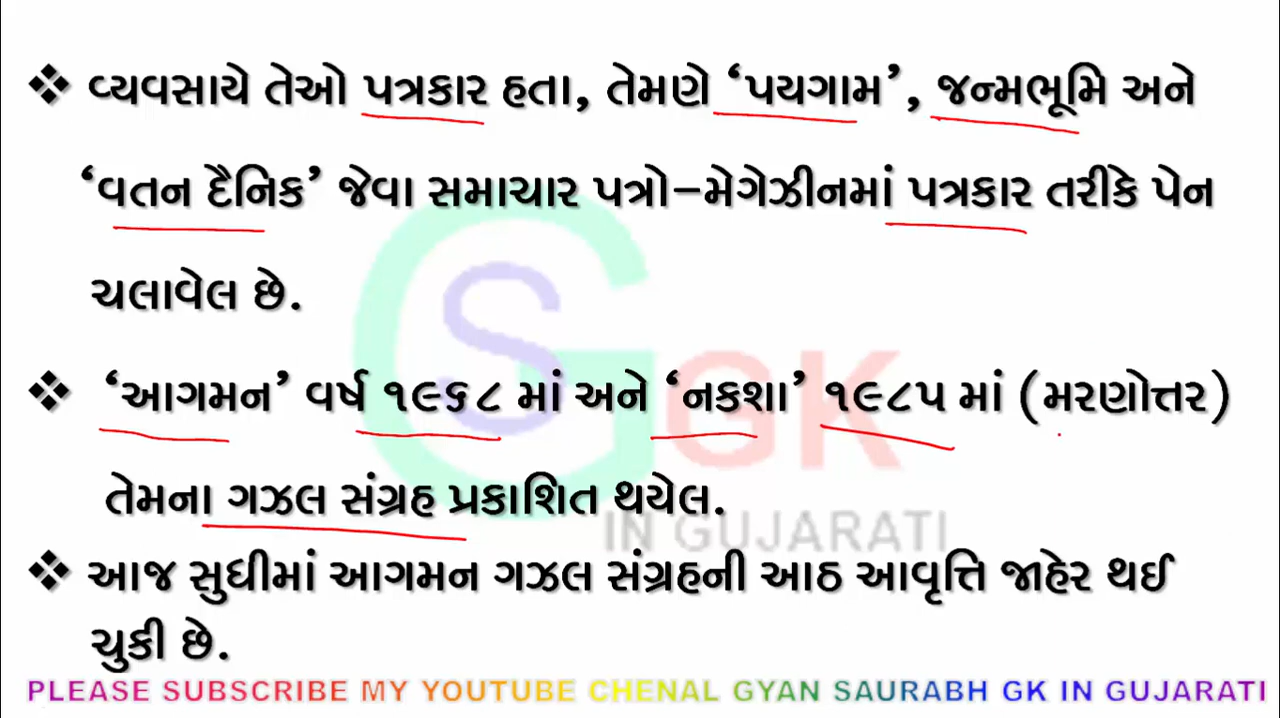 ❖ વ્યવસાયે તેઓ પત્રકાર હતા, તેમણે ‘પયગામ’, જન્મભૂમિ અને
‘વતન દૈનિક’ જેવા સમાચાર પત્રો-મેગેઝીનમાં પત્રકાર તરીકે પેન
ચલાવેલ છે.
❖ ‘આગમન’ વર્ષ ૧૯૬૮ માં અને ‘નકશા’ ૧૯૮૫ માં (મરણોત્તર)
તેમના ગઝલ સંગ્રહ પ્રકાશિત થયેલ.
❖ આજ સુધીમાં આગમન ગઝલ સંગ્રહની આઠ આવૃત્તિ જાહેર થઈ
ચુકી છે.
GS GK
IN GUJARATI
PLEASE SUBSCRIBE MY YOUTUBE CHENAL GYAN SAURABH GK IN GUJARATI